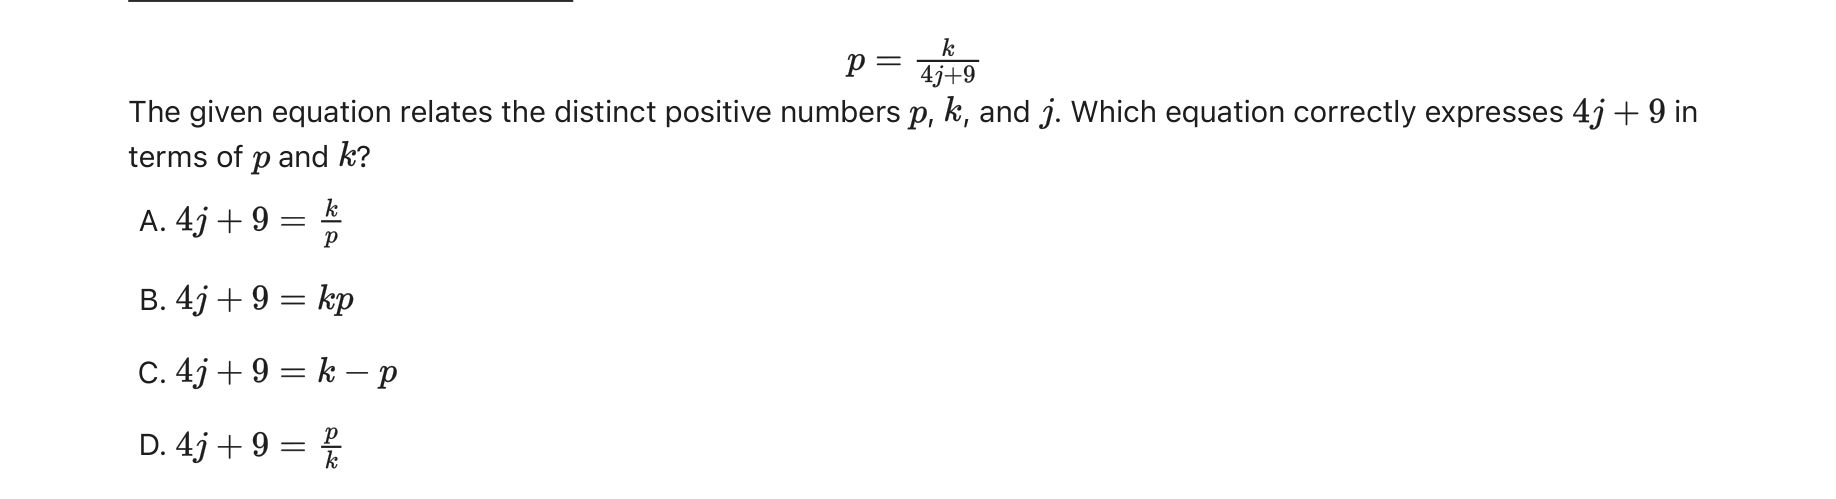 p = k/(4j+9)
The given equation relates the distinct positive numbers p, k, and j. Which equation correctly expresses 4j + 9 in
terms of p and k?
A. 4j + 9 = k/p
B. 4j + 9 = kp
C. 4j + 9 = k − p
D. 4j + 9 = p/k